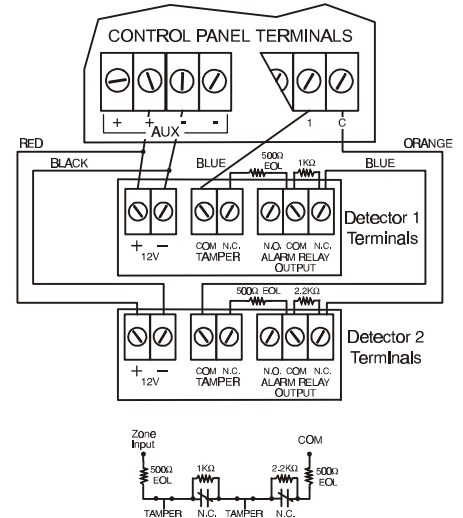 CONTROL PANEL TERMINALS
+ + - -
AUX
1 C
RED
ORANGE
BLACK
BLUE
500Ω
EOL
1KΩ
BLUE
Detector 1
Terminals
+ −
12V
COM N.C.
TAMPER
N.O. COM N.C.
ALARM RELAY
OUTPUT
500Ω EOL
2.2KΩ
Detector 2
Terminals
+ −
12V
COM N.C.
TAMPER
N.O. COM N.C.
ALARM RELAY
OUTPUT
Zone
Input
COM
500Ω
EOL
1KΩ
2.2KΩ
500Ω
EOL
TAMPER N.C. TAMPER N.C.